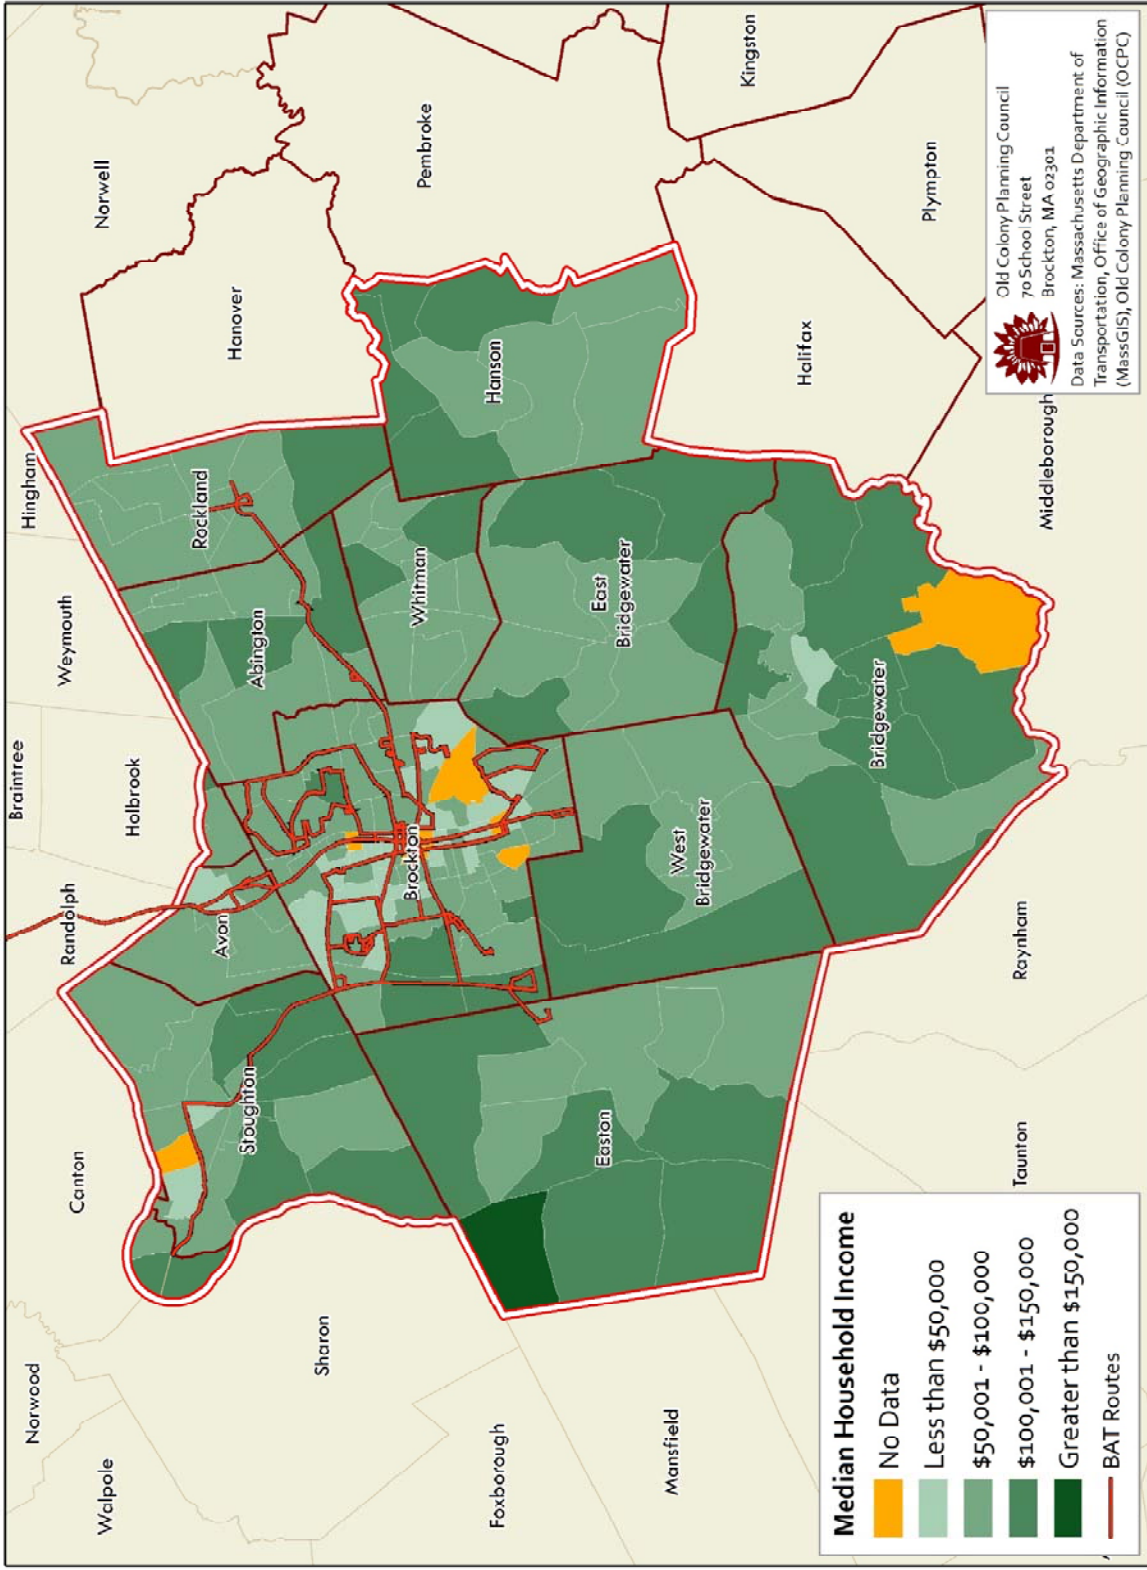 Norwood
Walpole
Canton
Randolph
Braintree
Holbrook
Weymouth
Hingham
Norwell
Hanover
Pembroke
Kingston
Plympton
Halifax
Middleborough
Raynham
Taunton
Mansfield
Foxborough
Sharon
Stoughton
Avon
Abington
Rockland
Whitman
Hanson
Brockton
Easton
West
Bridgewater
East
Bridgewater
Bridgewater
Median Household Income
No Data
Less than $50,000
$50,001 - $100,000
$100,001 - $150,000
Greater than $150,000
BAT Routes
Old Colony Planning Council
70 School Street
Brockton, MA 02301
Data Sources: Massachusetts Department of
Transportation, Office of Geographic Information
(MassGIS), Old Colony Planning Council (OCPC)